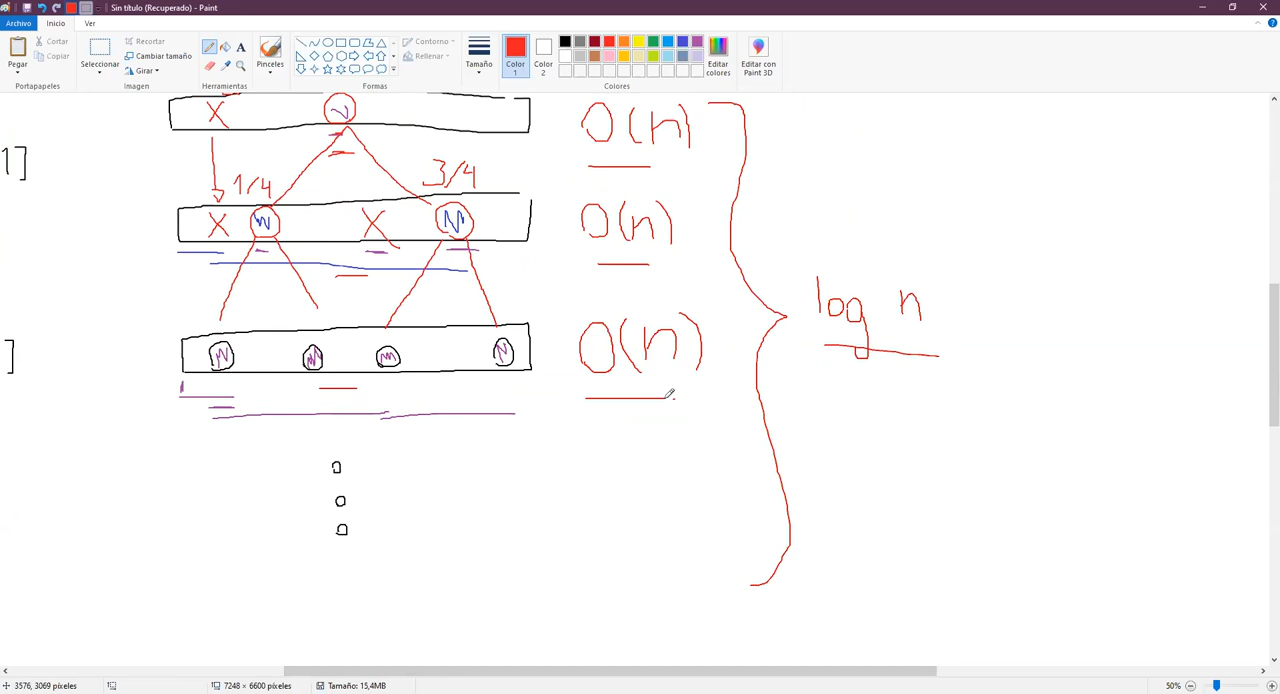 Sin título (Recuperado) - Paint
Archivo Inicio Ver
Pegar
Cortar
Copiar
Portapapeles
Seleccionar
Recortar
Cambiar tamaño
Girar
Imagen
A
Herramientas
Pinceles
Contorno
Rellenar
Formas
Tamaño
Color 1
Color 2
Editar colores
Editar con Paint 3D
Colores
X N O(n)
1]
1/4 3/4
X N X N O(n)
log n
] N M m N O(n)
3576, 3069 píxeles 7248 × 6600 píxeles Tamaño: 15,4MB 50%